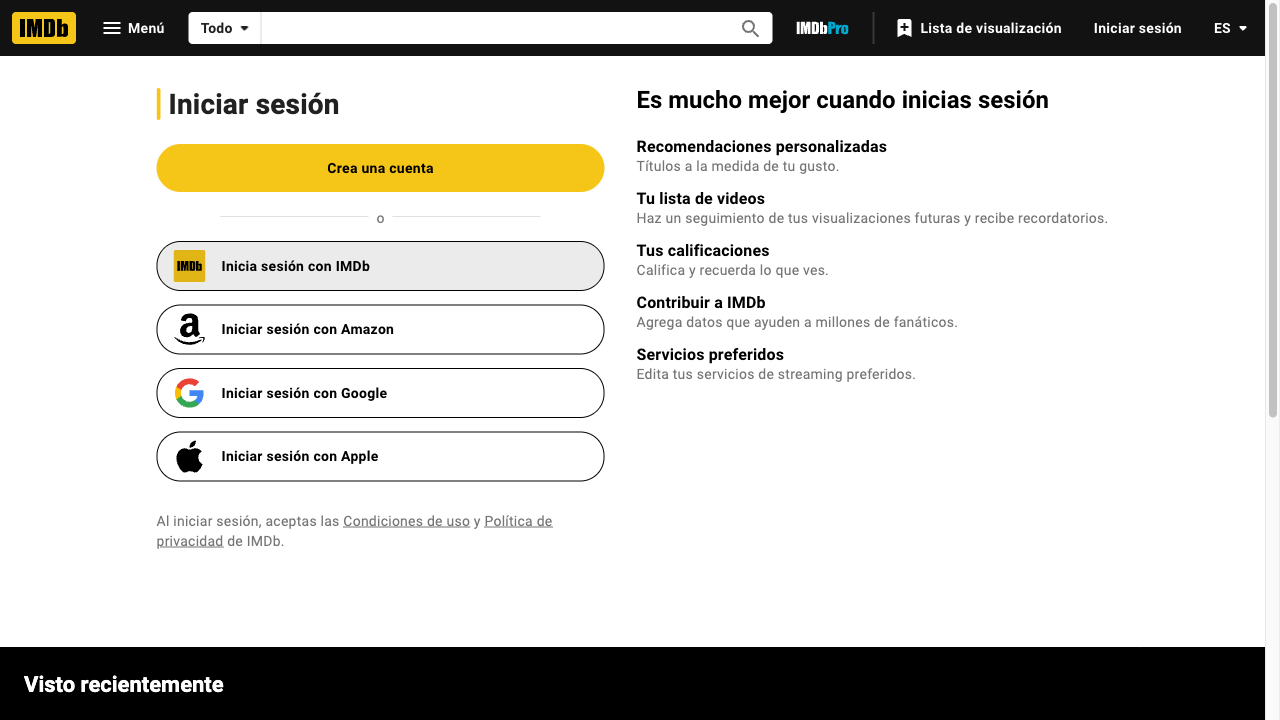 IMDb Menú Todo IMDbPro Lista de visualización Iniciar sesión ES
Iniciar sesión
Crea una cuenta
o
IMDb Inicia sesión con IMDb
Iniciar sesión con Amazon
Iniciar sesión con Google
Iniciar sesión con Apple
Al iniciar sesión, aceptas las Condiciones de uso y Política de
privacidad de IMDb.
Es mucho mejor cuando inicias sesión
Recomendaciones personalizadas
Títulos a la medida de tu gusto.
Tu lista de videos
Haz un seguimiento de tus visualizaciones futuras y recibe recordatorios.
Tus calificaciones
Califica y recuerda lo que ves.
Contribuir a IMDb
Agrega datos que ayuden a millones de fanáticos.
Servicios preferidos
Edita tus servicios de streaming preferidos.
Visto recientemente